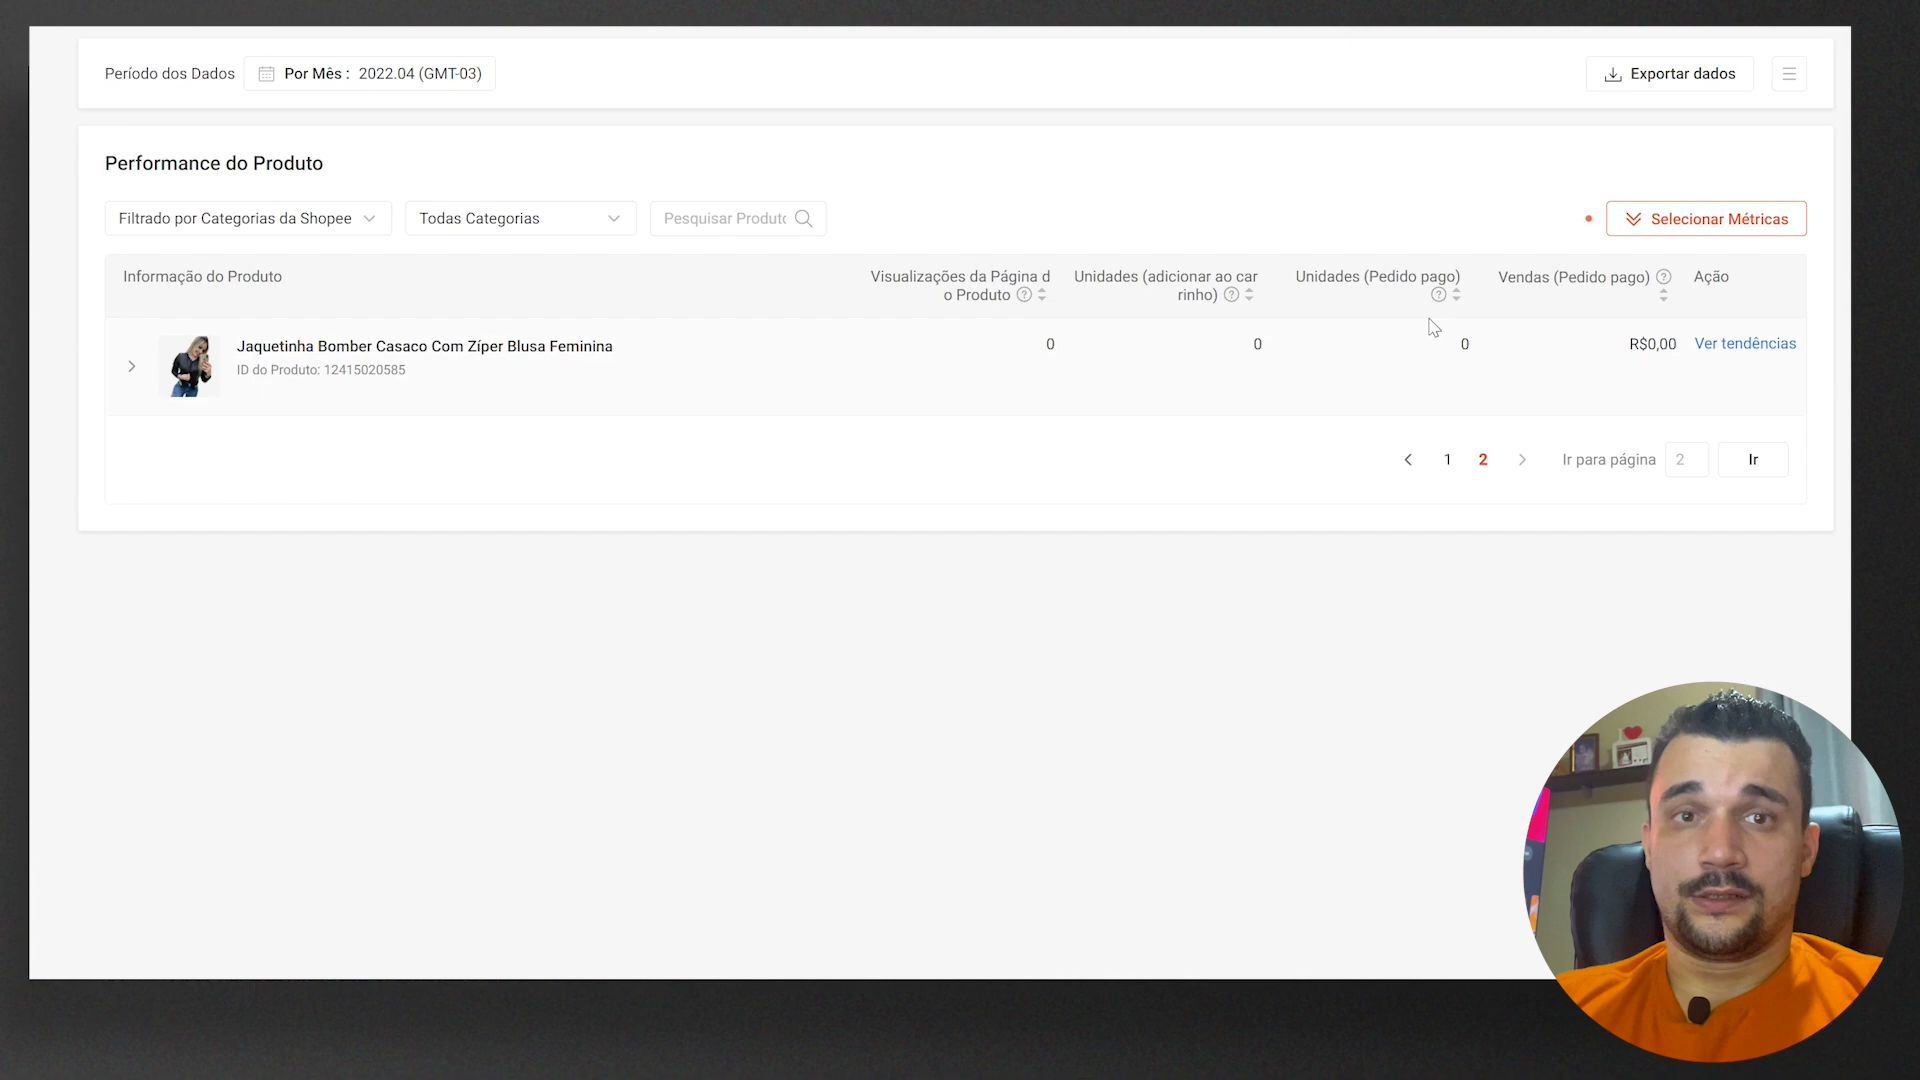 Período dos Dados
Por Mês : 2022.04 (GMT-03)
Exportar dados
Performance do Produto
Filtrado por Categorias da Shopee
Todas Categorias
Pesquisar Produto
Selecionar Métricas
Informação do Produto
Visualizações da Página d
o Produto
Unidades (adicionar ao car
rinho)
Unidades (Pedido pago)
Vendas (Pedido pago)
Ação
Jaquetinha Bomber Casaco Com Zíper Blusa Feminina
ID do Produto: 12415020585
0
0
0
R$0,00
Ver tendências
1
2
Ir para página
2
Ir